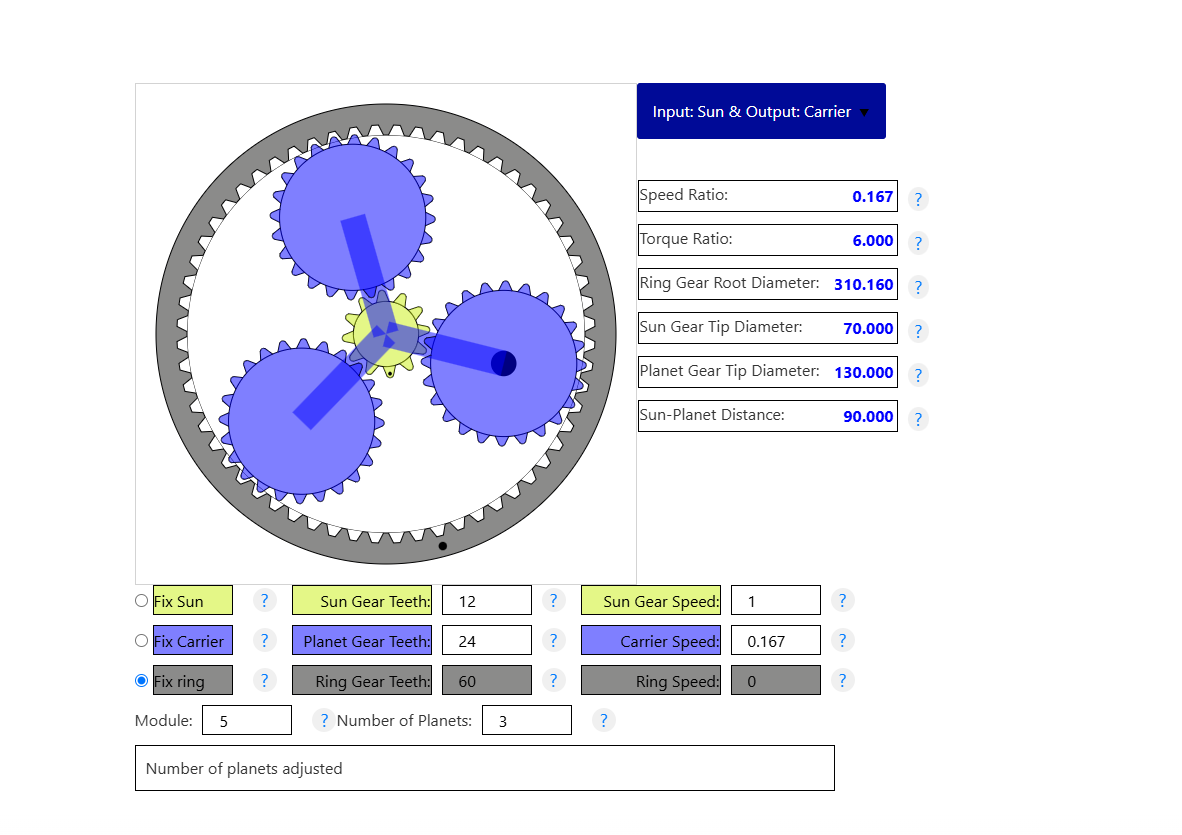 Input: Sun & Output: Carrier ▼
Speed Ratio: 0.167 ?
Torque Ratio: 6.000 ?
Ring Gear Root Diameter: 310.160 ?
Sun Gear Tip Diameter: 70.000 ?
Planet Gear Tip Diameter: 130.000 ?
Sun-Planet Distance: 90.000 ?
Fix Sun ? Sun Gear Teeth: 12 ? Sun Gear Speed: 1 ?
Fix Carrier ? Planet Gear Teeth: 24 ? Carrier Speed: 0.167 ?
Fix ring ? Ring Gear Teeth: 60 ? Ring Speed: 0 ?
Module: 5 ? Number of Planets: 3 ?
Number of planets adjusted